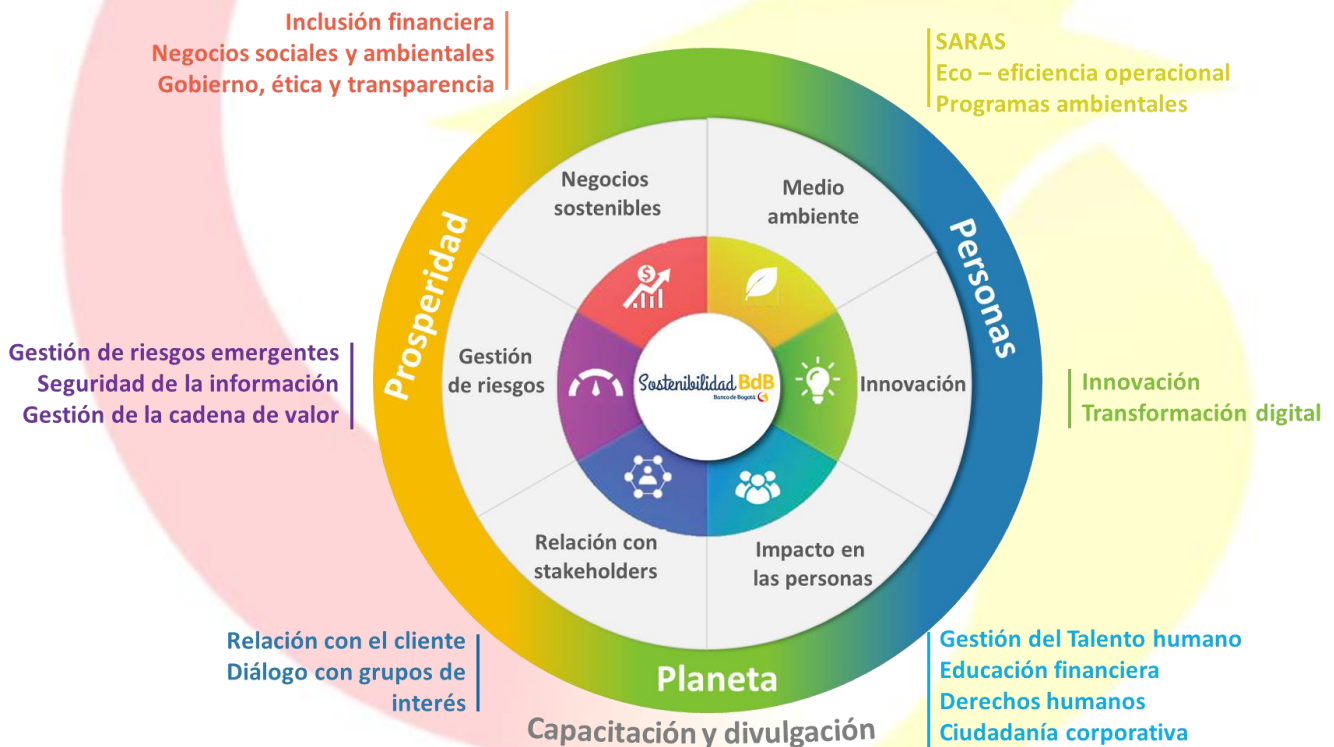 Inclusión financiera
Negocios sociales y ambientales
Gobierno, ética y transparencia
SARAS
Eco – eficiencia operacional
Programas ambientales
Negocios
sostenibles
Medio
ambiente
Prosperidad
Personas
Gestión de riesgos emergentes
Seguridad de la información
Gestión de la cadena de valor
Gestión
de riesgos
$
Sostenibilidad BdB
Banco de Bogotá
Innovación
Innovación
Transformación digital
Relación con
stakeholders
Impacto en
las personas
Relación con el cliente
Diálogo con grupos de
interés
Planeta
Capacitación y divulgación
Gestión del Talento humano
Educación financiera
Derechos humanos
Ciudadanía corporativa